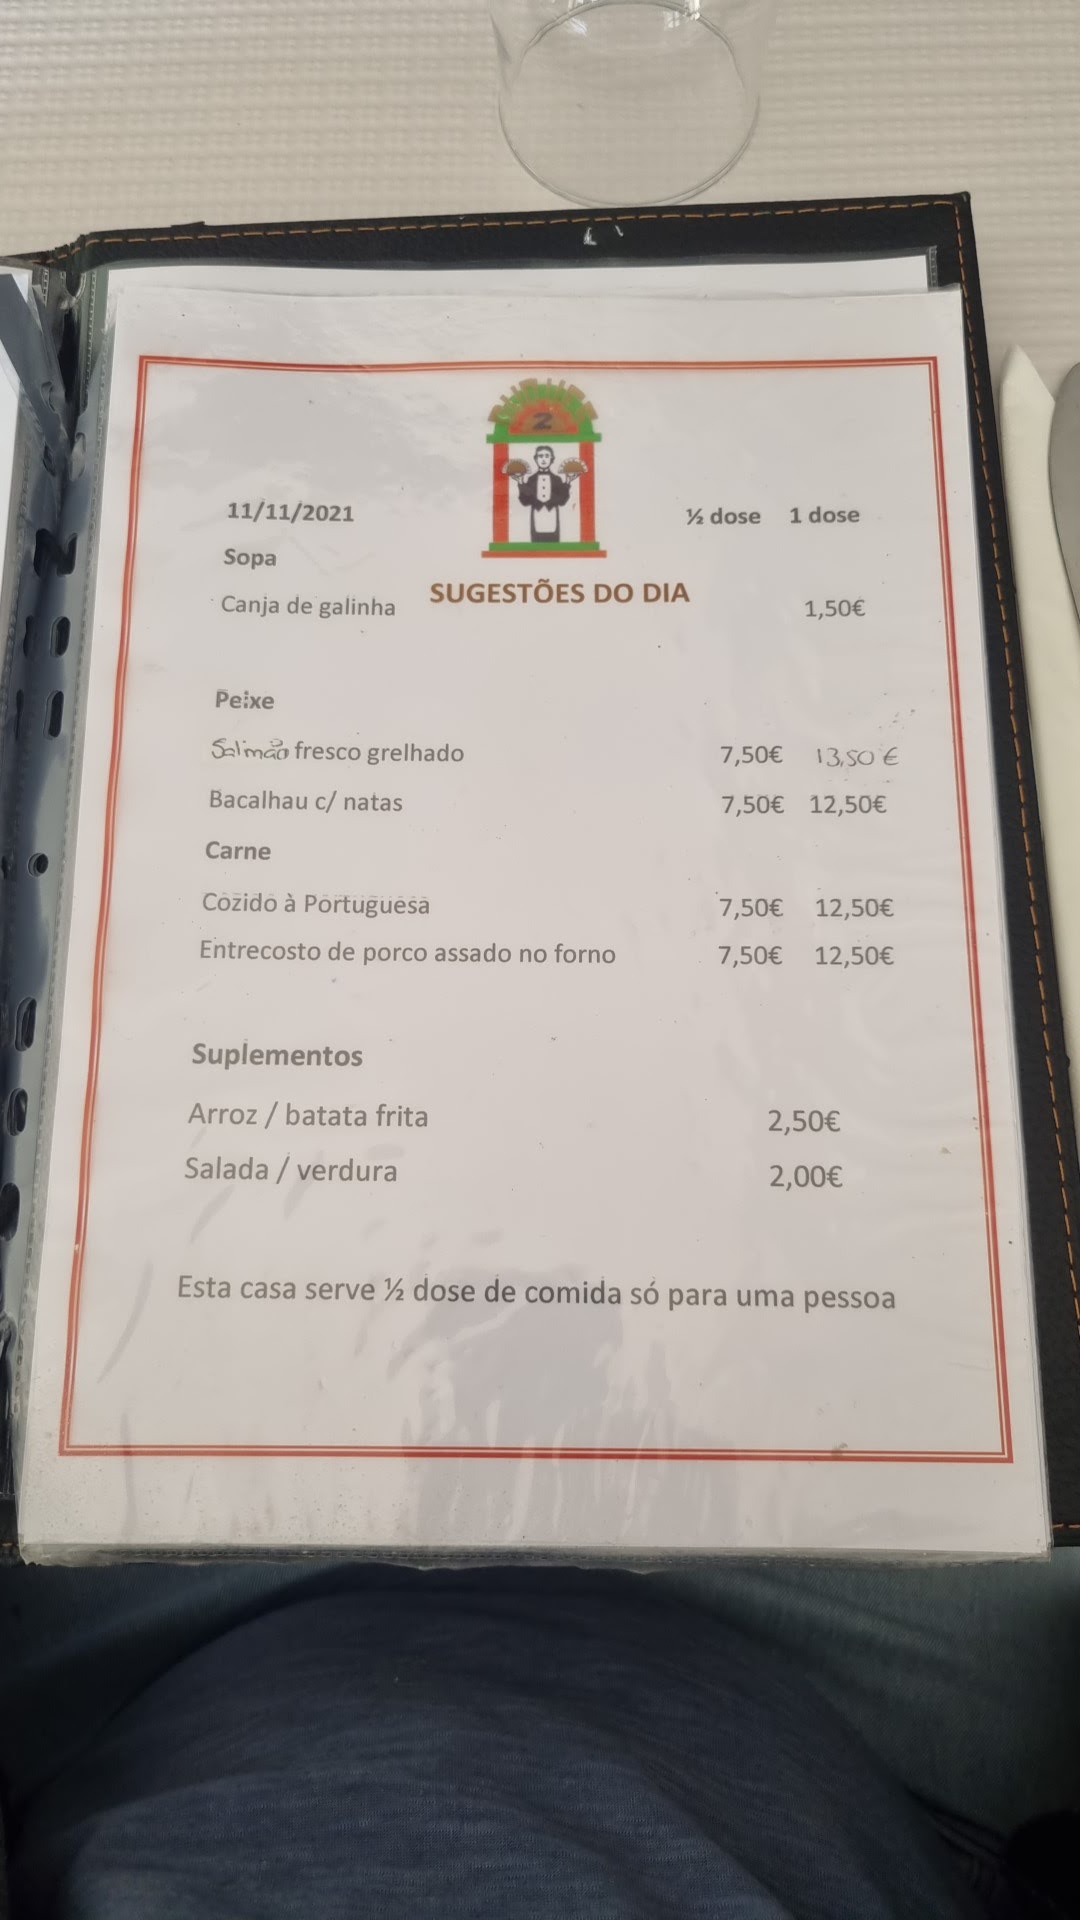 2
11/11/2021 ½ dose 1 dose
Sopa
SUGESTÕES DO DIA
Canja de galinha 1,50€
Peixe
Salmão fresco grelhado 7,50€ 13,50 €
Bacalhau c/ natas 7,50€ 12,50€
Carne
Cozido à Portuguesa 7,50€ 12,50€
Entrecosto de porco assado no forno 7,50€ 12,50€
Suplementos
Arroz / batata frita 2,50€
Salada / verdura 2,00€
Esta casa serve ½ dose de comida só para uma pessoa